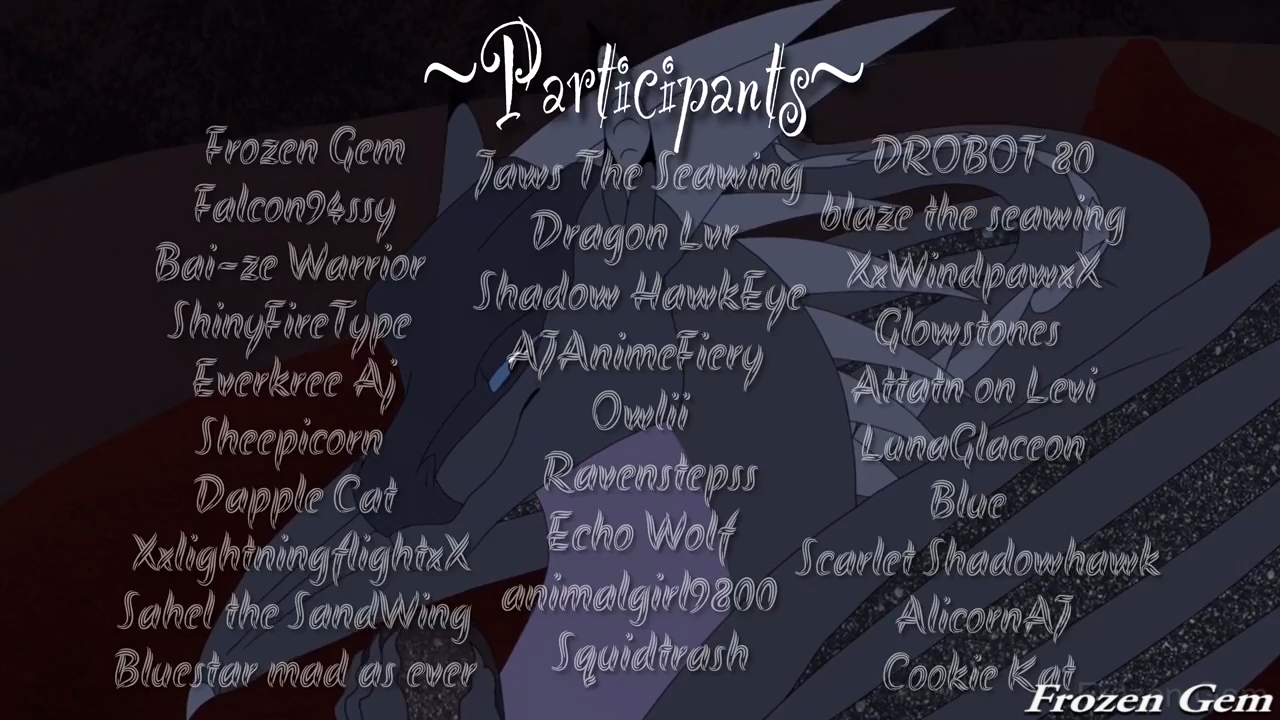 ~Participants~
Frozen Gem
Falcon94ssy
Bai-ze Warrior
ShinyFireType
Everkree Aj
Sheepicorn
Dapple Cat
XxlightningflightxX
Sahel the SandWing
Bluestar mad as ever
Jaws The Seawing
Dragon Lvr
Shadow HawkEye
AJAnimeFiery
Owlii
Ravenstepss
Echo Wolf
animalgirl9800
Squidtrash
DROBOT 80
blaze the seawing
XxWindpawxX
Glowstones
Attatn on Levi
LunaGlaceon
Blue
Scarlet Shadowhawk
AlicornAJ
Cookie Kat
Frozen Gem